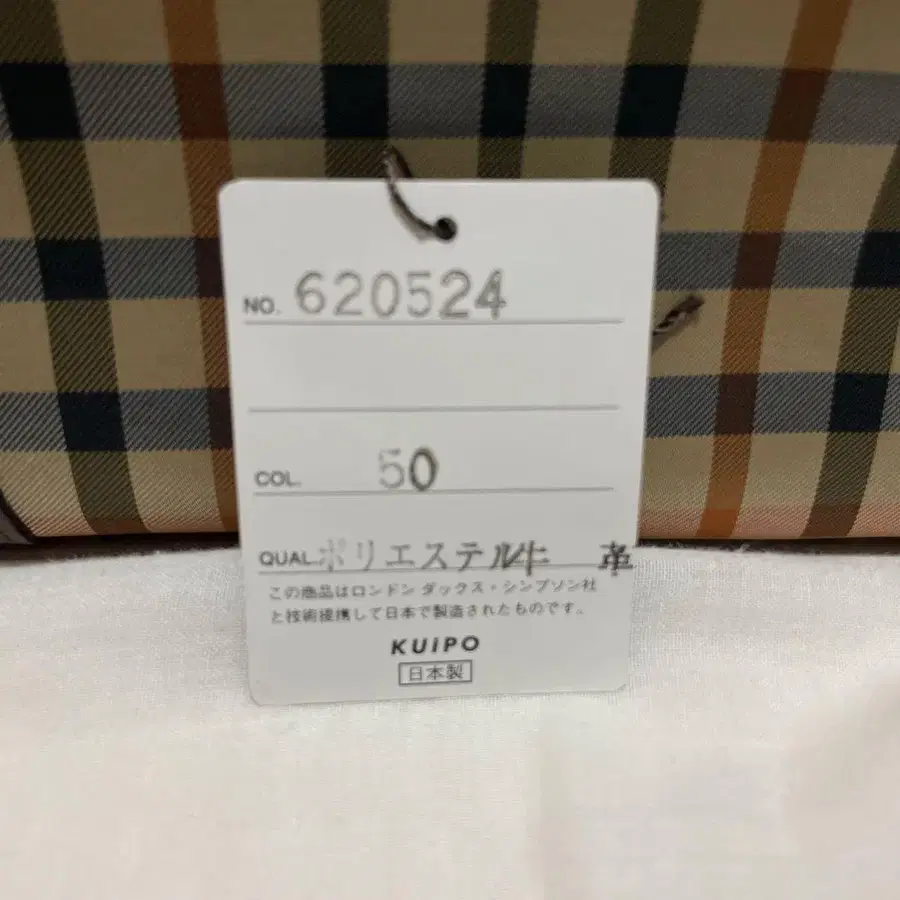 NO. 620524
COL. 50
QUAL. ポリエステル牛 革
この商品はロンドン ダックス・シンプソン社
と技術提携して日本で製造されたものです。
KUiPO
日本製